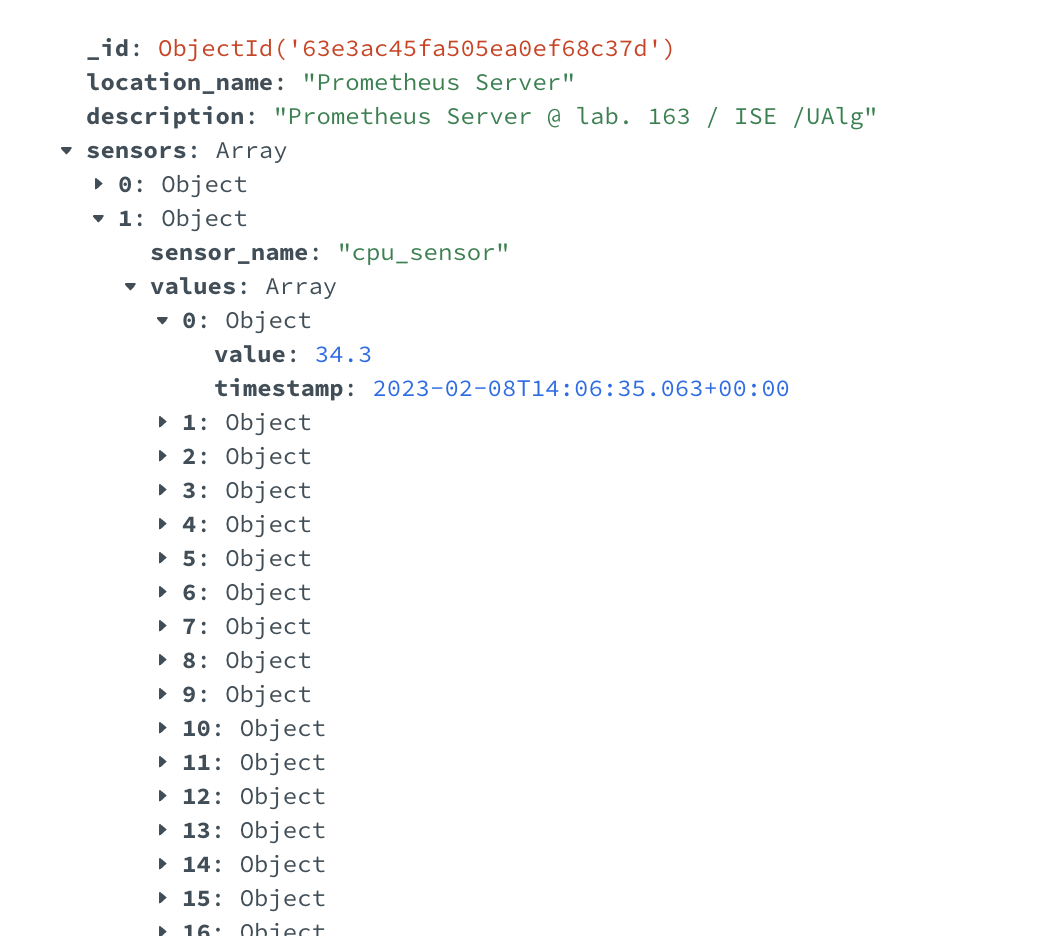 _id: ObjectId('63e3ac45fa505ea0ef68c37d')
location_name: "Prometheus Server"
description: "Prometheus Server @ lab. 163 / ISE /UAlg"
sensors: Array
0: Object
1: Object
sensor_name: "cpu_sensor"
values: Array
0: Object
value: 34.3
timestamp: 2023-02-08T14:06:35.063+00:00
1: Object
2: Object
3: Object
4: Object
5: Object
6: Object
7: Object
8: Object
9: Object
10: Object
11: Object
12: Object
13: Object
14: Object
15: Object
16: Object